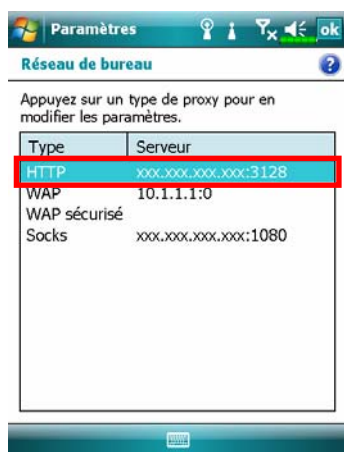 Paramètres ok
Réseau de bureau ?
Appuyez sur un type de proxy pour en
modifier les paramètres.
Type Serveur
HTTP xxx.xxx.xxx.xxx:3128
WAP 10.1.1.1:0
WAP sécurisé
Socks xxx.xxx.xxx.xxx:1080